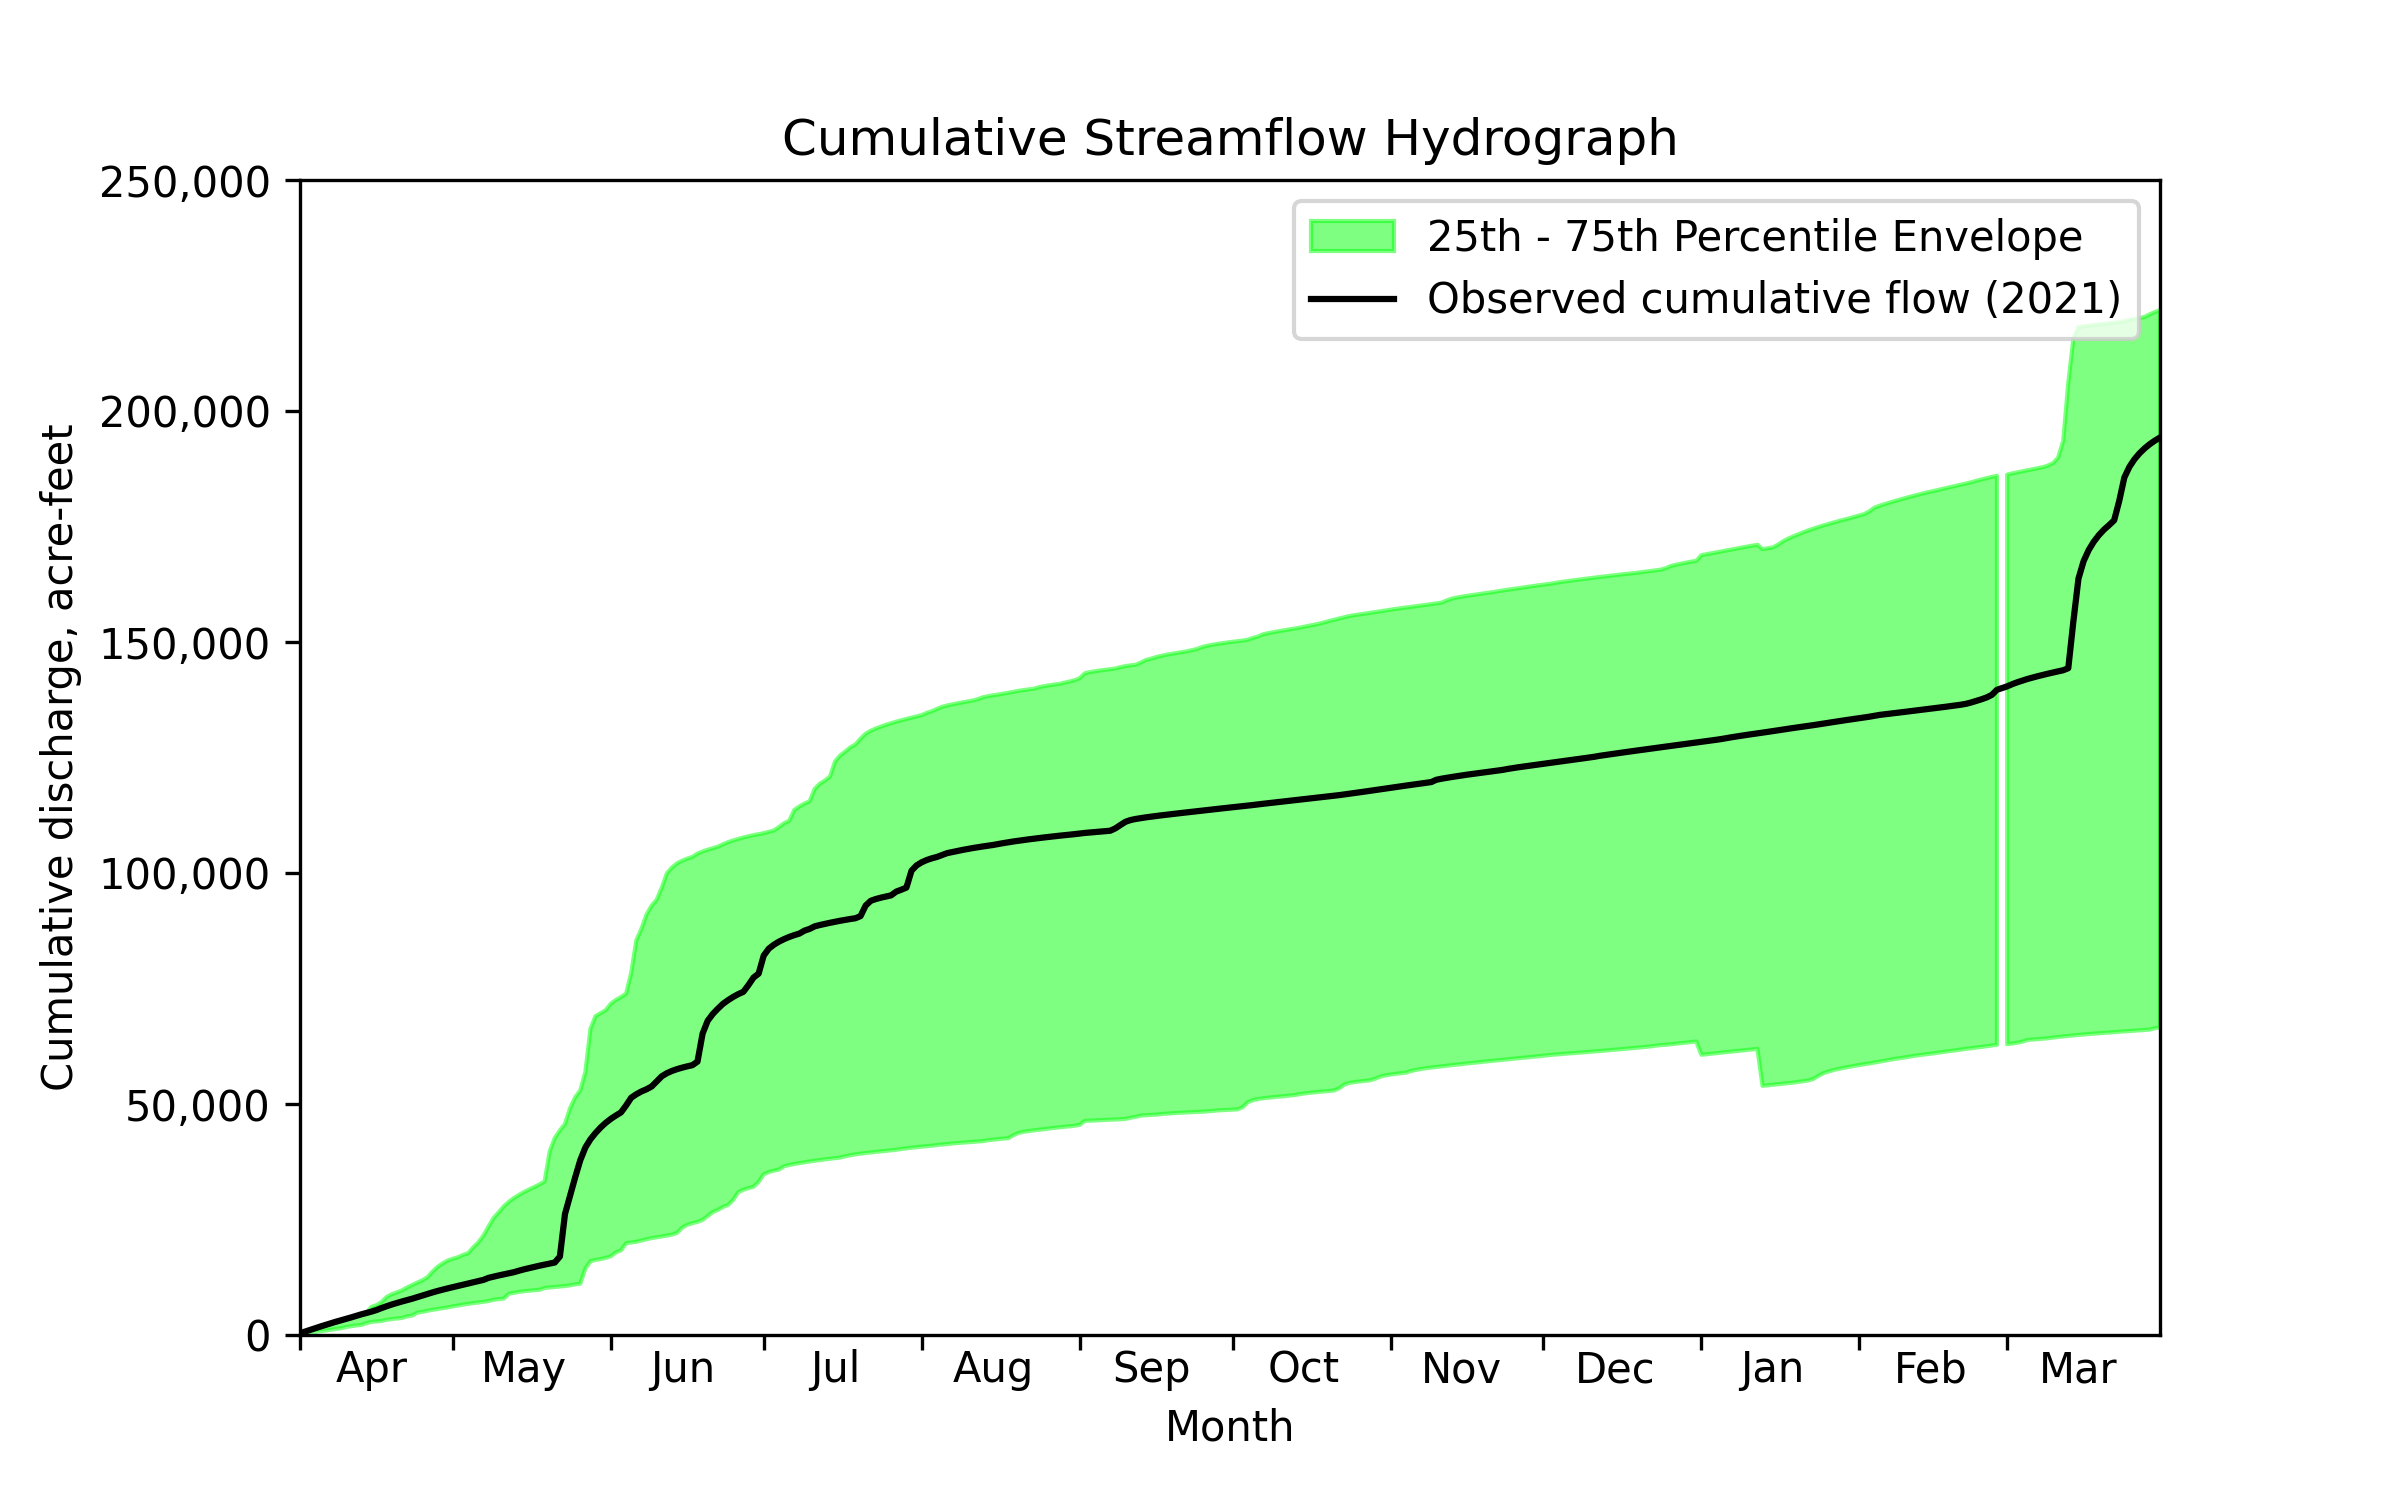 Cumulative Streamflow Hydrograph
25th - 75th Percentile Envelope
Observed cumulative flow (2021)
Cumulative discharge, acre-feet
250,000
200,000
150,000
100,000
50,000
0
Apr May Jun Jul Aug Sep Oct Nov Dec Jan Feb Mar
Month